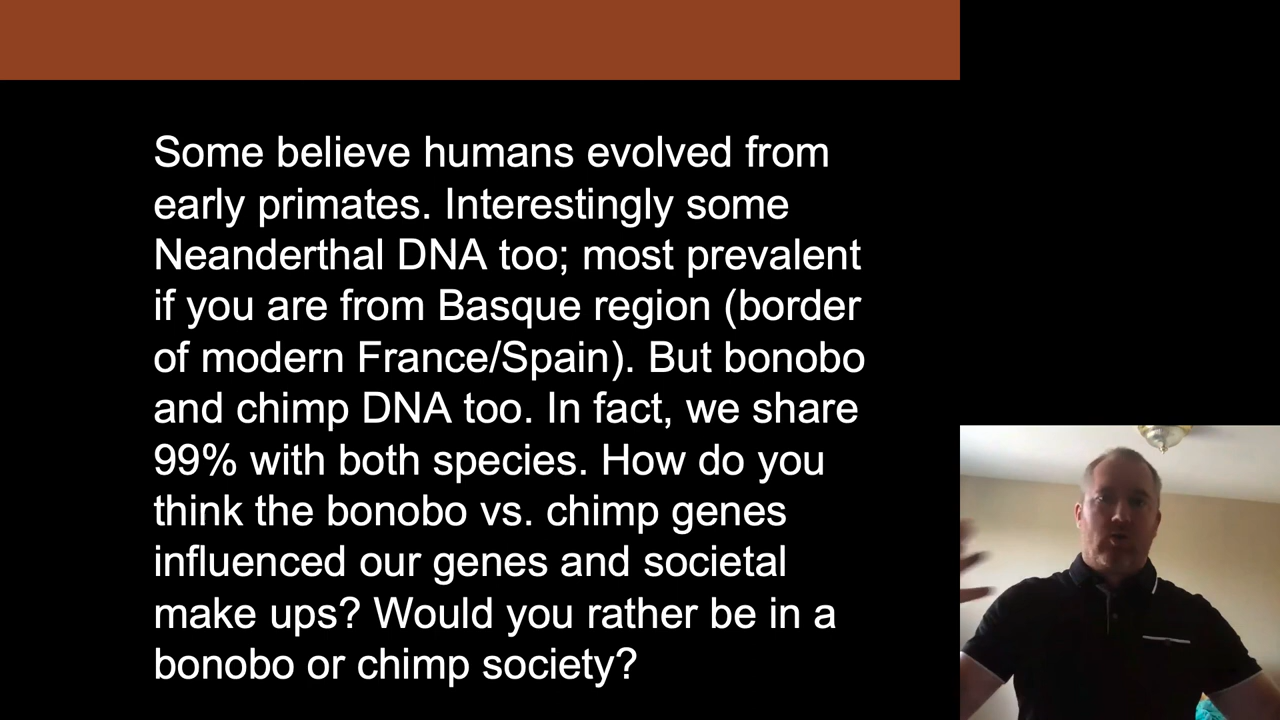 Some believe humans evolved from
early primates. Interestingly some
Neanderthal DNA too; most prevalent
if you are from Basque region (border
of modern France/Spain). But bonobo
and chimp DNA too. In fact, we share
99% with both species. How do you
think the bonobo vs. chimp genes
influenced our genes and societal
make ups? Would you rather be in a
bonobo or chimp society?